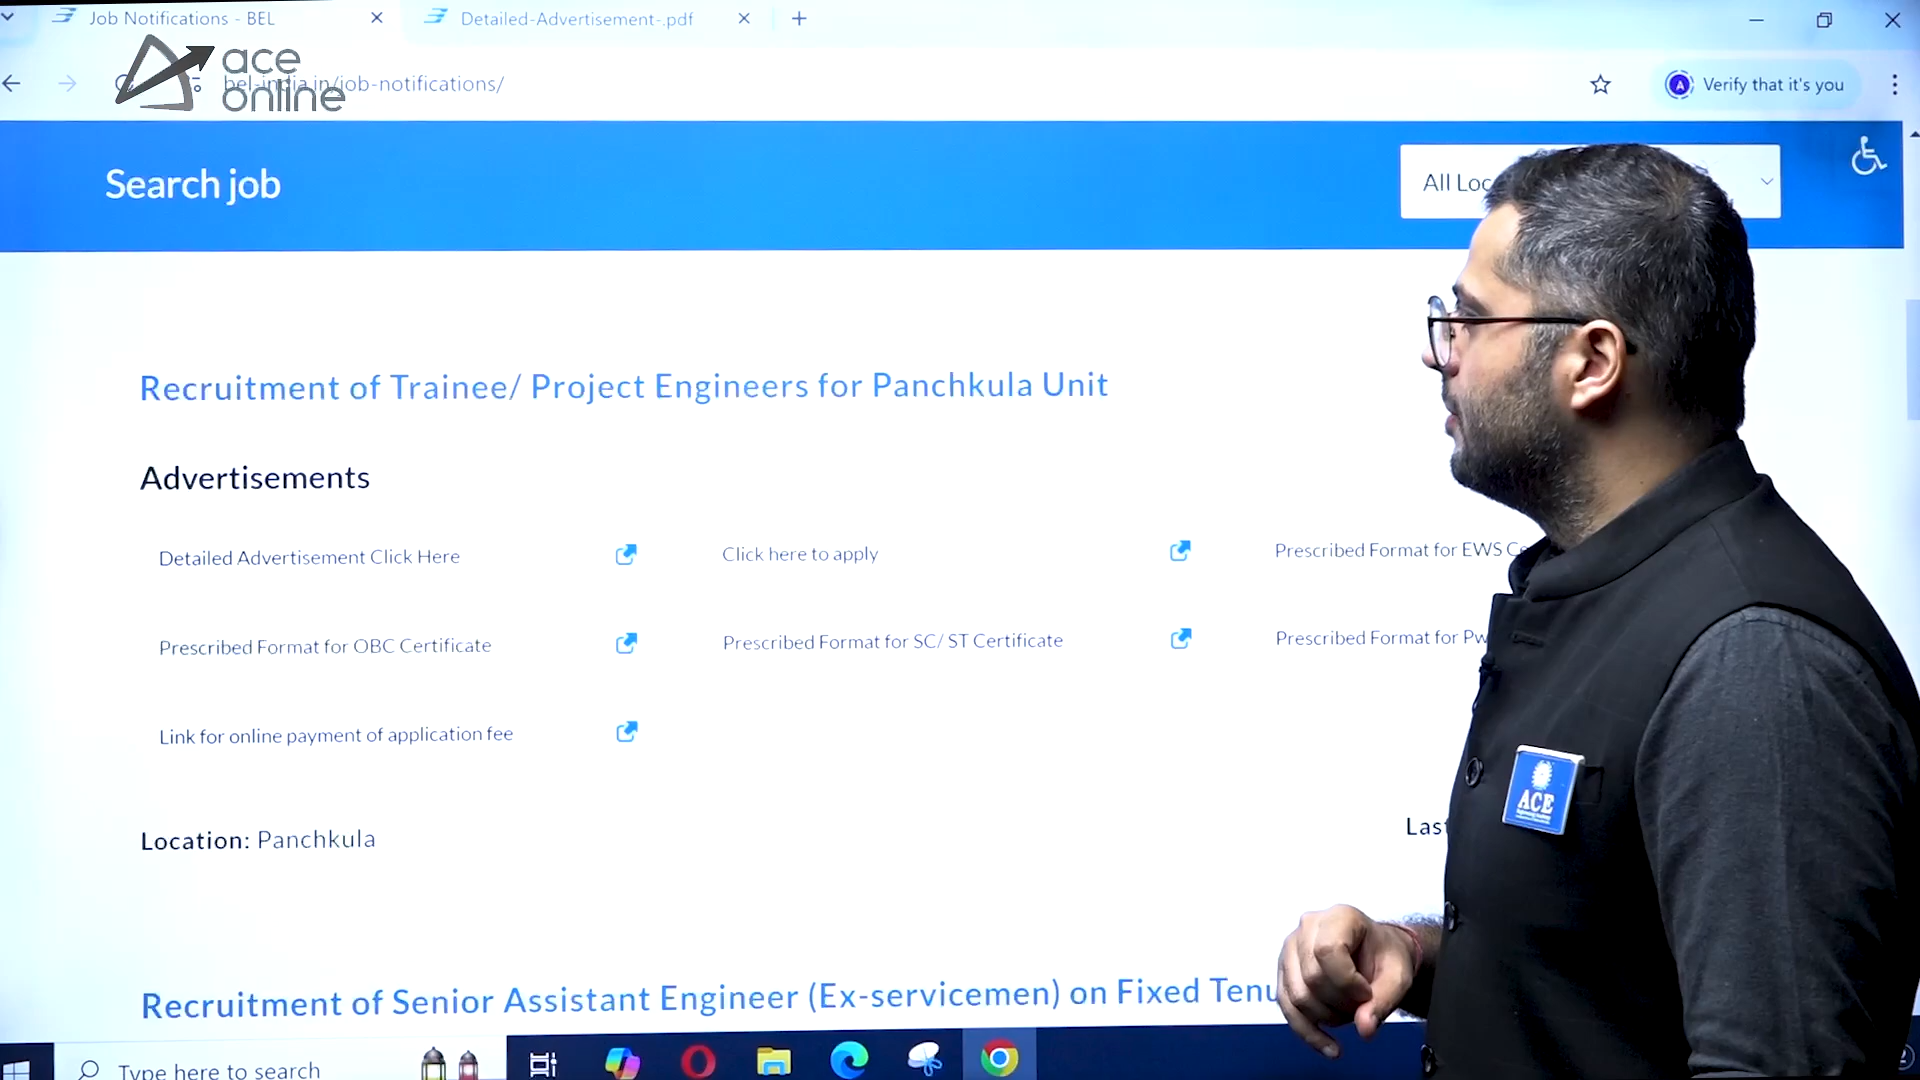 Job Notifications - BEL
Detailed-Advertisement-.pdf
ace
online
bel-india.in/job-notifications/
Verify that it's you
Search job
All Loc
Recruitment of Trainee/ Project Engineers for Panchkula Unit
Advertisements
Detailed Advertisement Click Here
Click here to apply
Prescribed Format for EWS Ce
Prescribed Format for OBC Certificate
Prescribed Format for SC/ ST Certificate
Prescribed Format for Pw
Link for online payment of application fee
ACE
Location: Panchkula
Last
Recruitment of Senior Assistant Engineer (Ex-servicemen) on Fixed Tenu
Type here to search